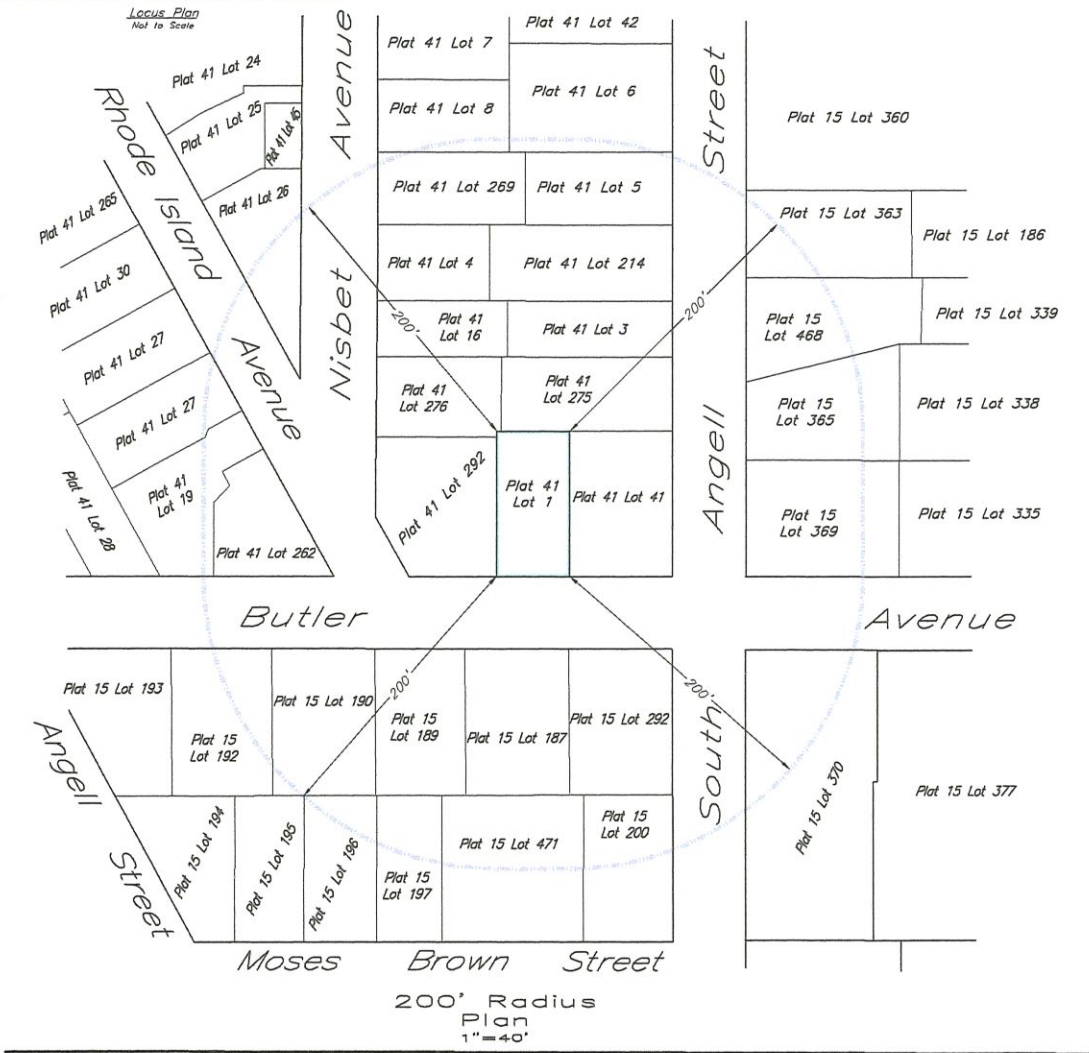 Locus Plan
Not to Scale
Plat 41 Lot 24
Plat 41 Lot 25
Plat 41 Lot 45
Plat 41 Lot 26
Rhode Island
Avenue
Plat 41 Lot 265
Plat 41 Lot 30
Plat 41 Lot 27
Plat 41 Lot 27
Plat 41
Lot 19
Plat 41 Lot 28
Plat 41 Lot 262
Nisbet
Avenue
Plat 41 Lot 7
Plat 41 Lot 42
Plat 41 Lot 8
Plat 41 Lot 6
Plat 41 Lot 269
Plat 41 Lot 5
Plat 41 Lot 4
Plat 41 Lot 214
Plat 41
Lot 16
Plat 41 Lot 3
Plat 41
Lot 276
Plat 41
Lot 275
Plat 41 Lot 292
Plat 41
Lot 1
Plat 41 Lot 41
200'
200'
South
Angell
Street
Plat 15 Lot 360
Plat 15 Lot 363
Plat 15 Lot 186
Plat 15
Lot 468
Plat 15 Lot 339
Plat 15
Lot 365
Plat 15 Lot 338
Plat 15
Lot 369
Plat 15 Lot 335
Butler
Avenue
Plat 15 Lot 193
Plat 15
Lot 192
Plat 15 Lot 190
200'
Plat 15
Lot 189
Plat 15 Lot 187
Plat 15 Lot 292
200'
Plat 15 Lot 370
Plat 15 Lot 377
Angell
Street
Plat 15 Lot 194
Plat 15 Lot 195
Plat 15 Lot 196
Plat 15
Lot 197
Plat 15 Lot 471
Plat 15
Lot 200
Moses Brown Street
200' Radius
Plan
1"=40'